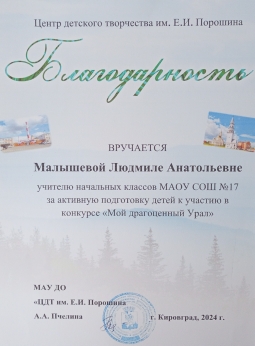 Центр детского творчества им. Е.И. Порошина
Благодарность
ВРУЧАЕТСЯ
Малышевой Людмиле Анатольевне
учителю начальных классов МАОУ СОШ №17
за активную подготовку детей к участию в
конкурсе «Мой драгоценный Урал»
МАУ ДО
«ЦДТ им. Е.И. Порошина
А.А. Пчелина
г. Кировград, 2024 г.